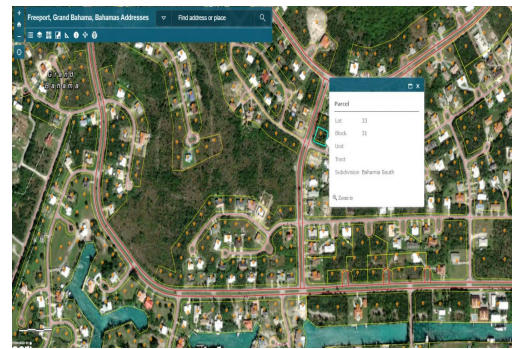 Freeport, Grand Bahama, Bahamas Addresses
Find address or place
Grand
Bahama
Parcel
Lot 33
Block 31
Unit
Tract
Subdivision Bahamia South
Zoom to